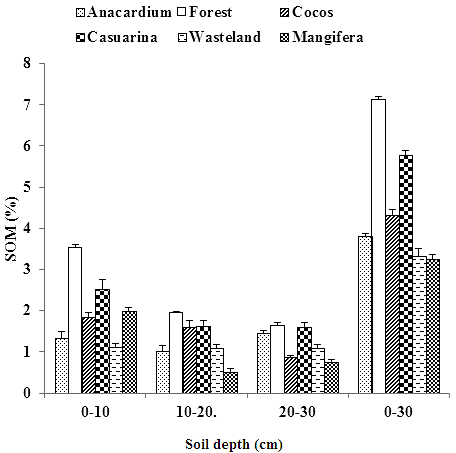 Anacardium Forest Cocos
Casuarina Wasteland Mangifera
8
7
6
5
4
3
2
1
0
SOM (%)
0-10 10-20. 20-30 0-30
Soil depth (cm)